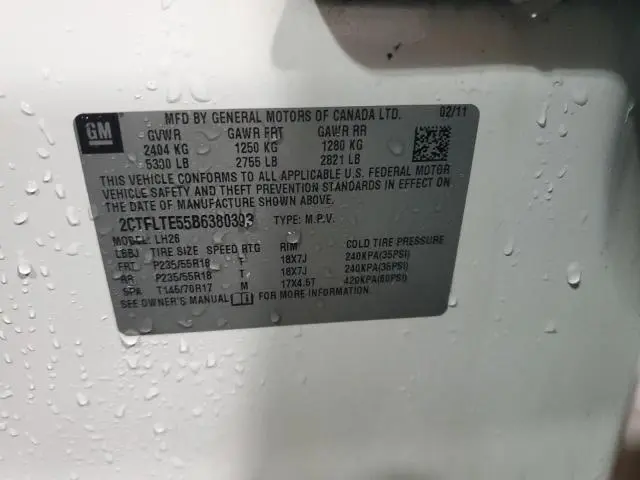 GM
MFD BY GENERAL MOTORS OF CANADA LTD. 02/11
GVWR GAWR FRT GAWR RR
2404 KG 1250 KG 1280 KG
5300 LB 2755 LB 2821 LB
THIS VEHICLE CONFORMS TO ALL APPLICABLE U.S. FEDERAL MOTOR
VEHICLE SAFETY AND THEFT PREVENTION STANDARDS IN EFFECT ON THE
DATE OF MANUFACTURE SHOWN ABOVE.
2CTFLTE55B6380393 TYPE: M.P.V.
MODEL: LH26
L6BJ TIRE SIZE SPEED RTG RIM COLD TIRE PRESSURE
FRT P235/55R18 T 18X7J 240KPA(35PSI)
RR P235/55R18 T 18X7J 240KPA(35PSI)
SPA T145/70R17 M 17X4.5T 420KPA(60PSI)
SEE OWNER'S MANUAL FOR MORE INFORMATION.